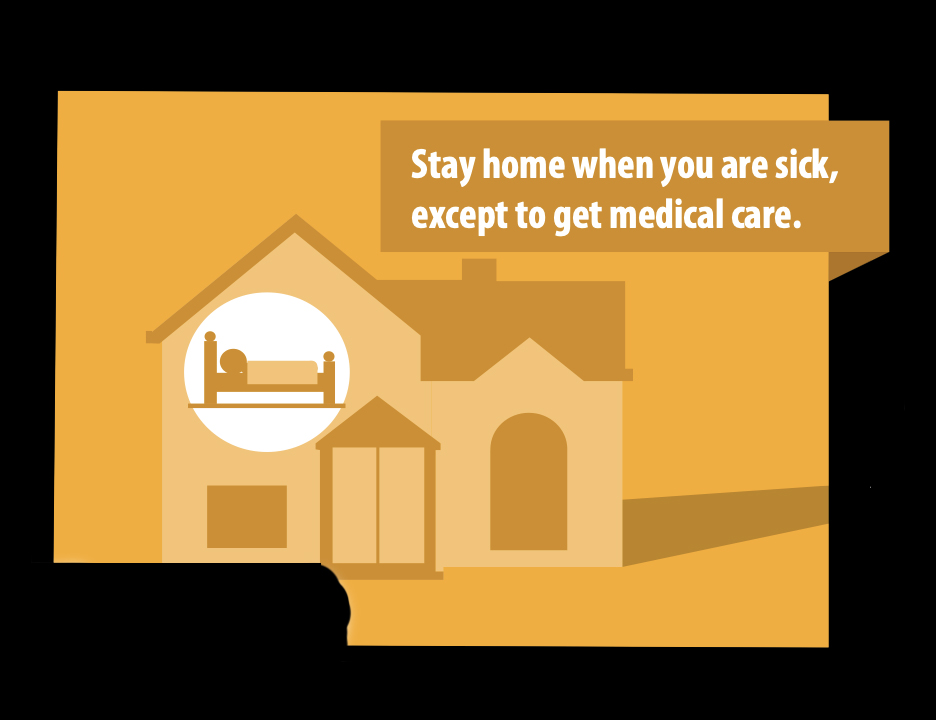 Stay home when you are sick,
except to get medical care.